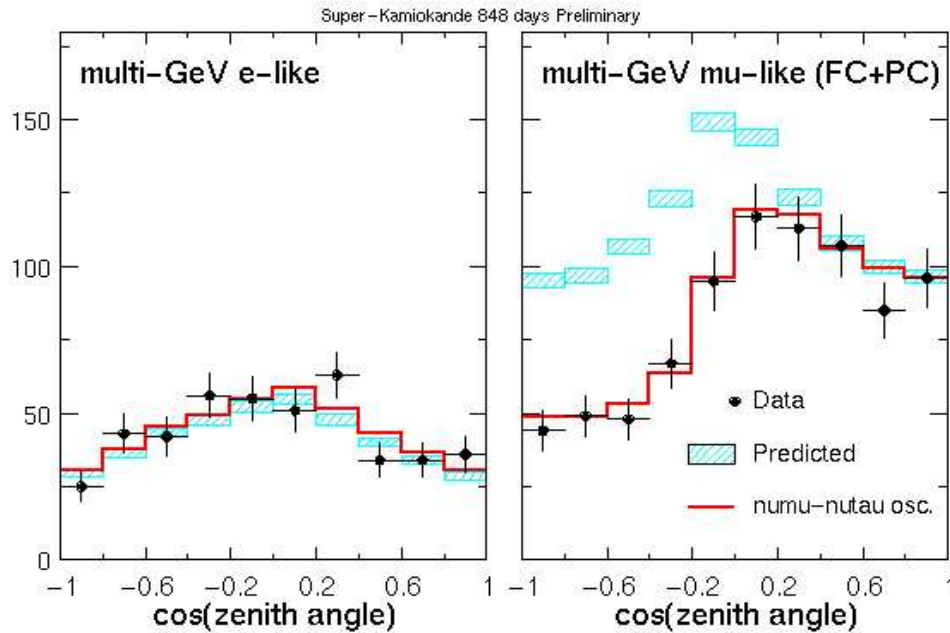 Super-Kamiokande 848 days Preliminary
multi-GeV e-like
multi-GeV mu-like (FC+PC)
150
100
50
0
Data
Predicted
numu-nutau osc.
-1 -0.6 -0.2 0.2 0.6 1
-1 -0.6 -0.2 0.2 0.6 1
cos(zenith angle)
cos(zenith angle)